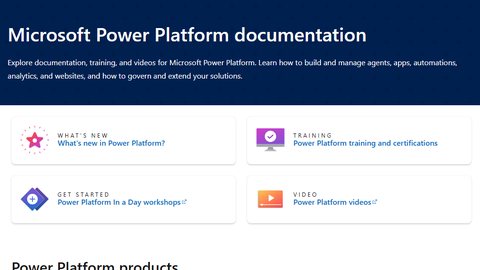 Microsoft Power Platform documentation
Explore documentation, training, and videos for Microsoft Power Platform. Learn how to build and manage agents, apps, automations,
analytics, and websites, and how to govern and extend your solutions.
WHAT'S NEW
What's new in Power Platform?
TRAINING
Power Platform training and certifications
GET STARTED
Power Platform In a Day workshops
VIDEO
Power Platform videos
Power Platform products